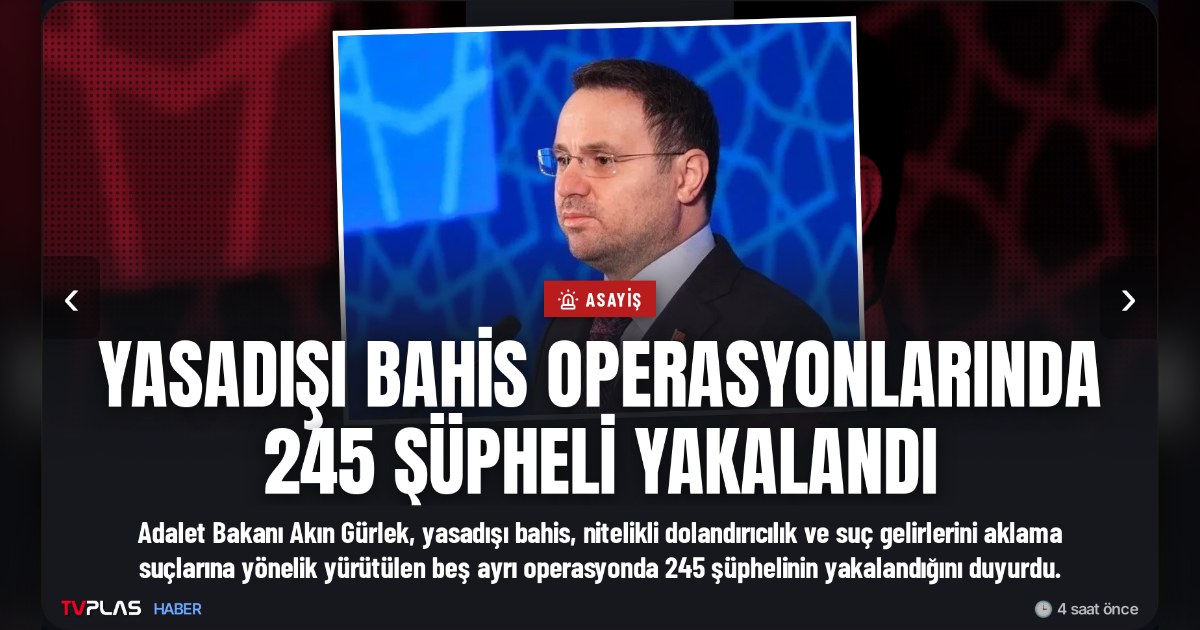 ASAYİŞ
YASADIŞI BAHİS OPERASYONLARINDA
245 ŞÜPHELİ YAKALANDI
Adalet Bakanı Akın Gürlek, yasadışı bahis, nitelikli dolandırıcılık ve suç gelirlerini aklama
suçlarına yönelik yürütülen beş ayrı operasyonda 245 şüphelinin yakalandığını duyurdu.
TVPLAS HABER
4 saat önce